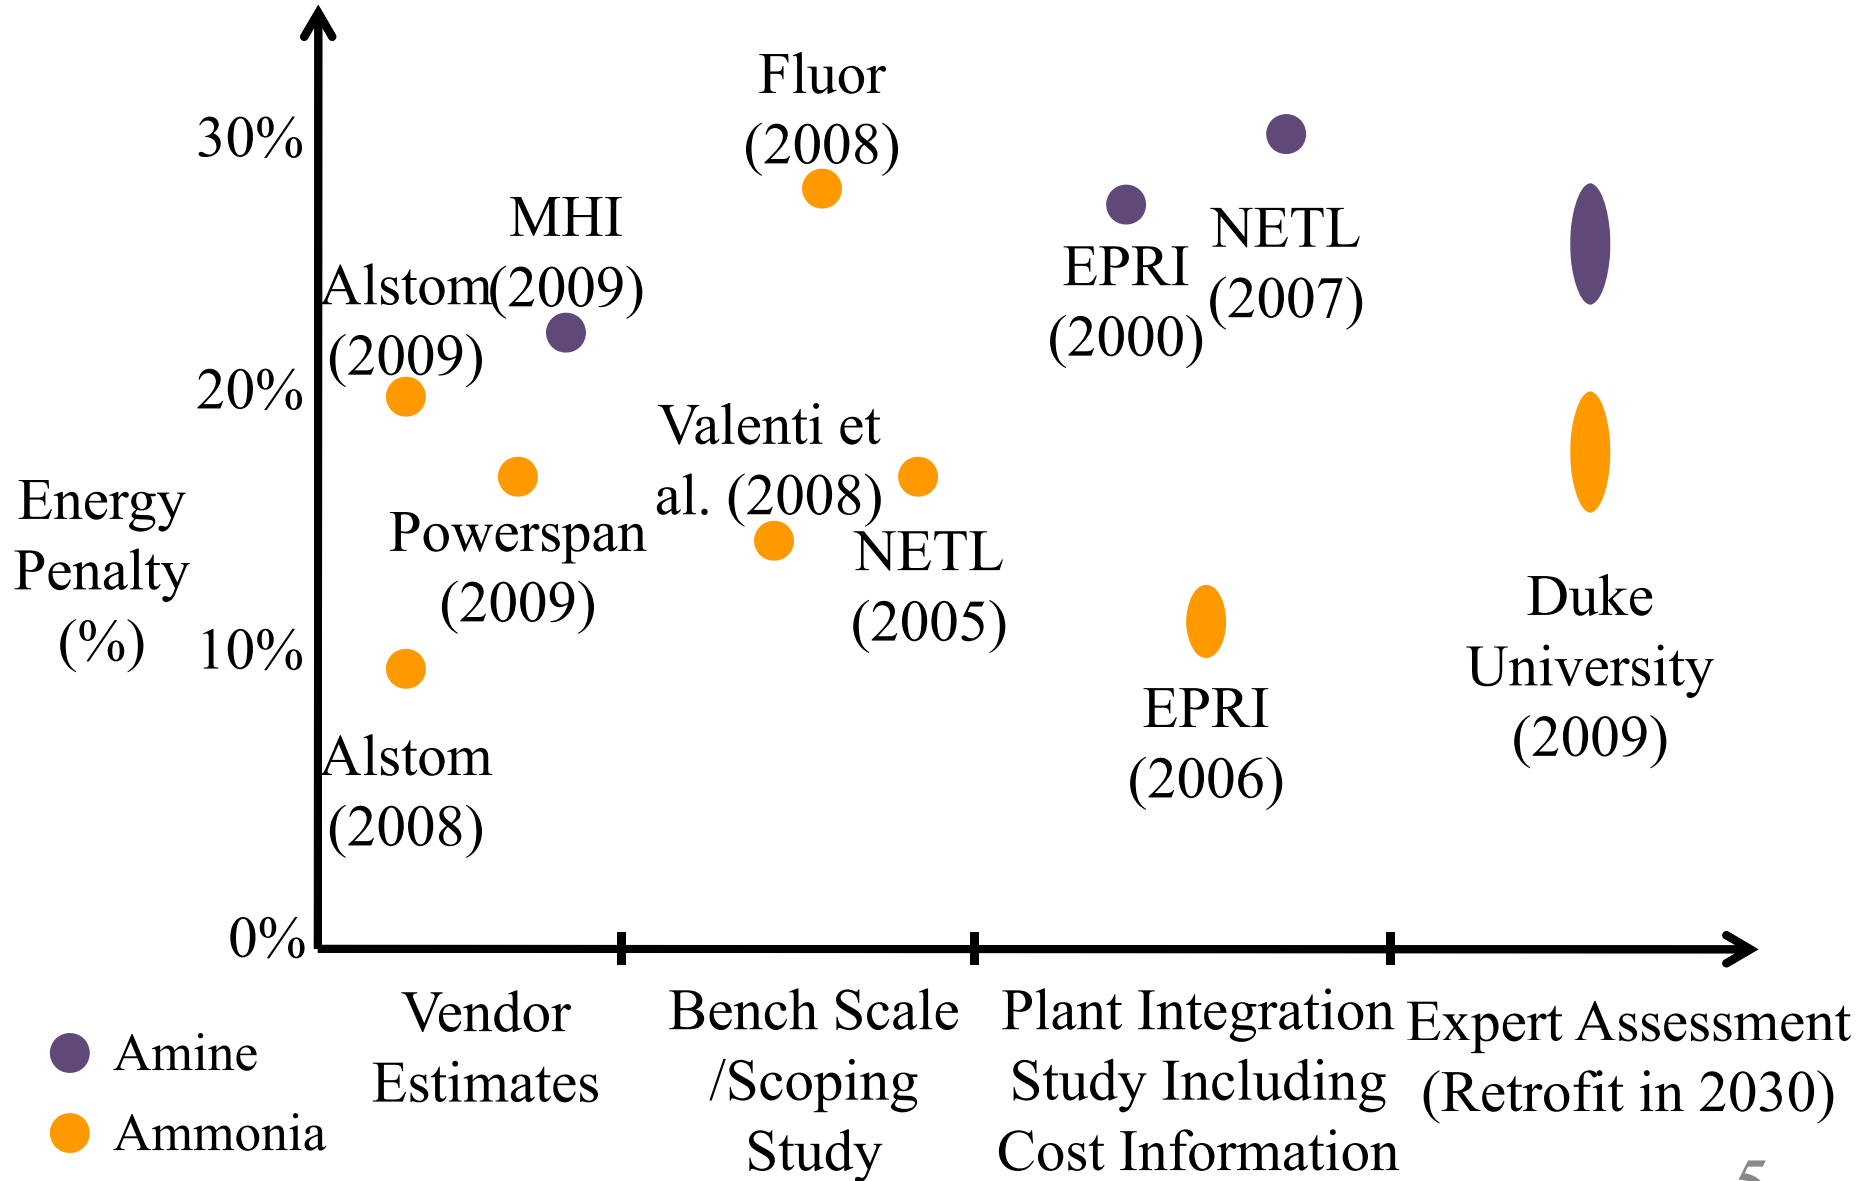 Fluor
(2008)
30%
MHI
(2009)
Alstom
(2009)
NETL
(2007)
EPRI
(2000)
20%
Valenti et
al. (2008)
Energy
Penalty
(%)
Powerspan
(2009)
NETL
(2005)
10%
Duke
University
(2009)
EPRI
(2006)
Alstom
(2008)
0%
Vendor
Estimates
Bench Scale
/Scoping
Study
Plant Integration
Study Including
Cost Information
Expert Assessment
(Retrofit in 2030)
Amine
Ammonia
5